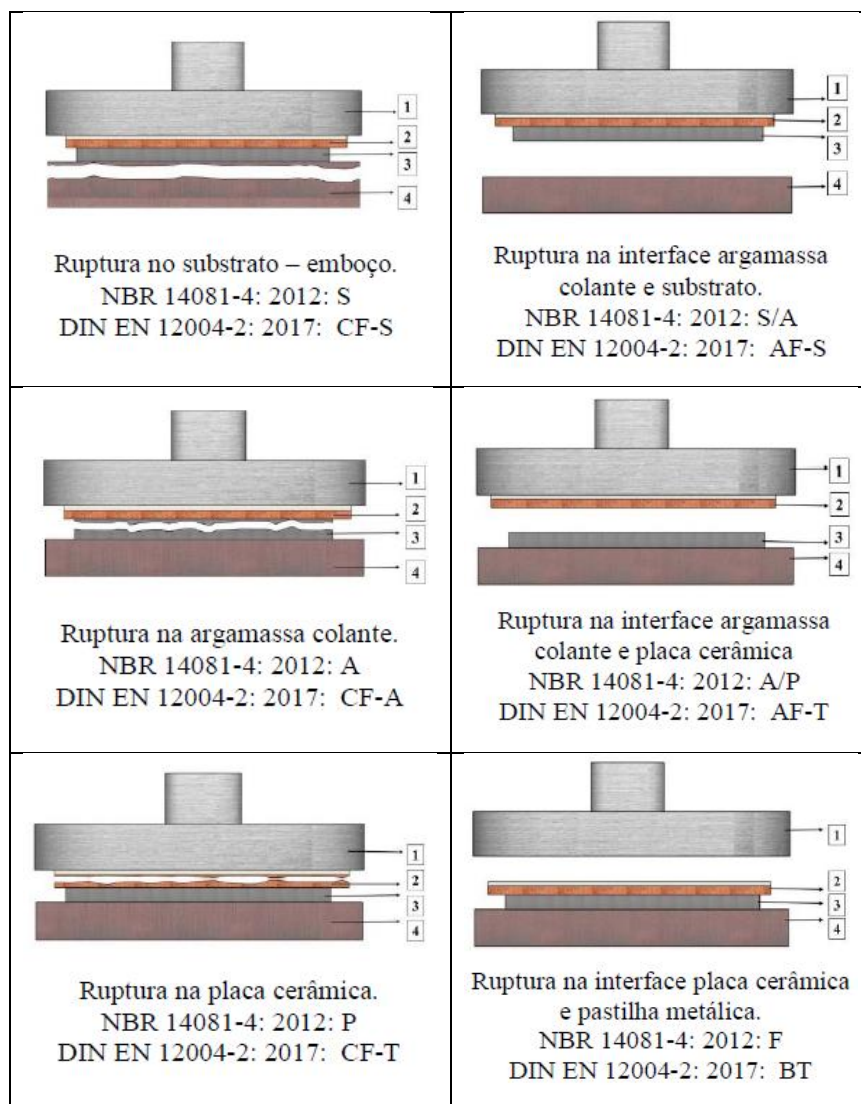 1
2
3
4
Ruptura no substrato – emboço.
NBR 14081-4: 2012: S
DIN EN 12004-2: 2017: CF-S
1
2
3
4
Ruptura na interface argamassa
colante e substrato.
NBR 14081-4: 2012: S/A
DIN EN 12004-2: 2017: AF-S
1
2
3
4
Ruptura na argamassa colante.
NBR 14081-4: 2012: A
DIN EN 12004-2: 2017: CF-A
1
2
3
4
Ruptura na interface argamassa
colante e placa cerâmica
NBR 14081-4: 2012: A/P
DIN EN 12004-2: 2017: AF-T
1
2
3
4
Ruptura na placa cerâmica.
NBR 14081-4: 2012: P
DIN EN 12004-2: 2017: CF-T
1
2
3
4
Ruptura na interface placa cerâmica
e pastilha metálica.
NBR 14081-4: 2012: F
DIN EN 12004-2: 2017: BT